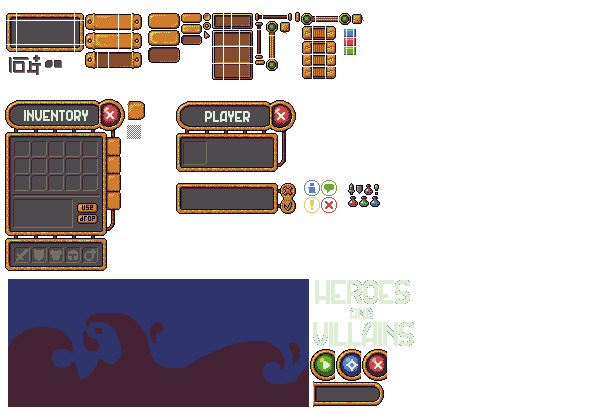 INVENTORY
PLAYER
use
drop
HEROES
AND
VILLAINS